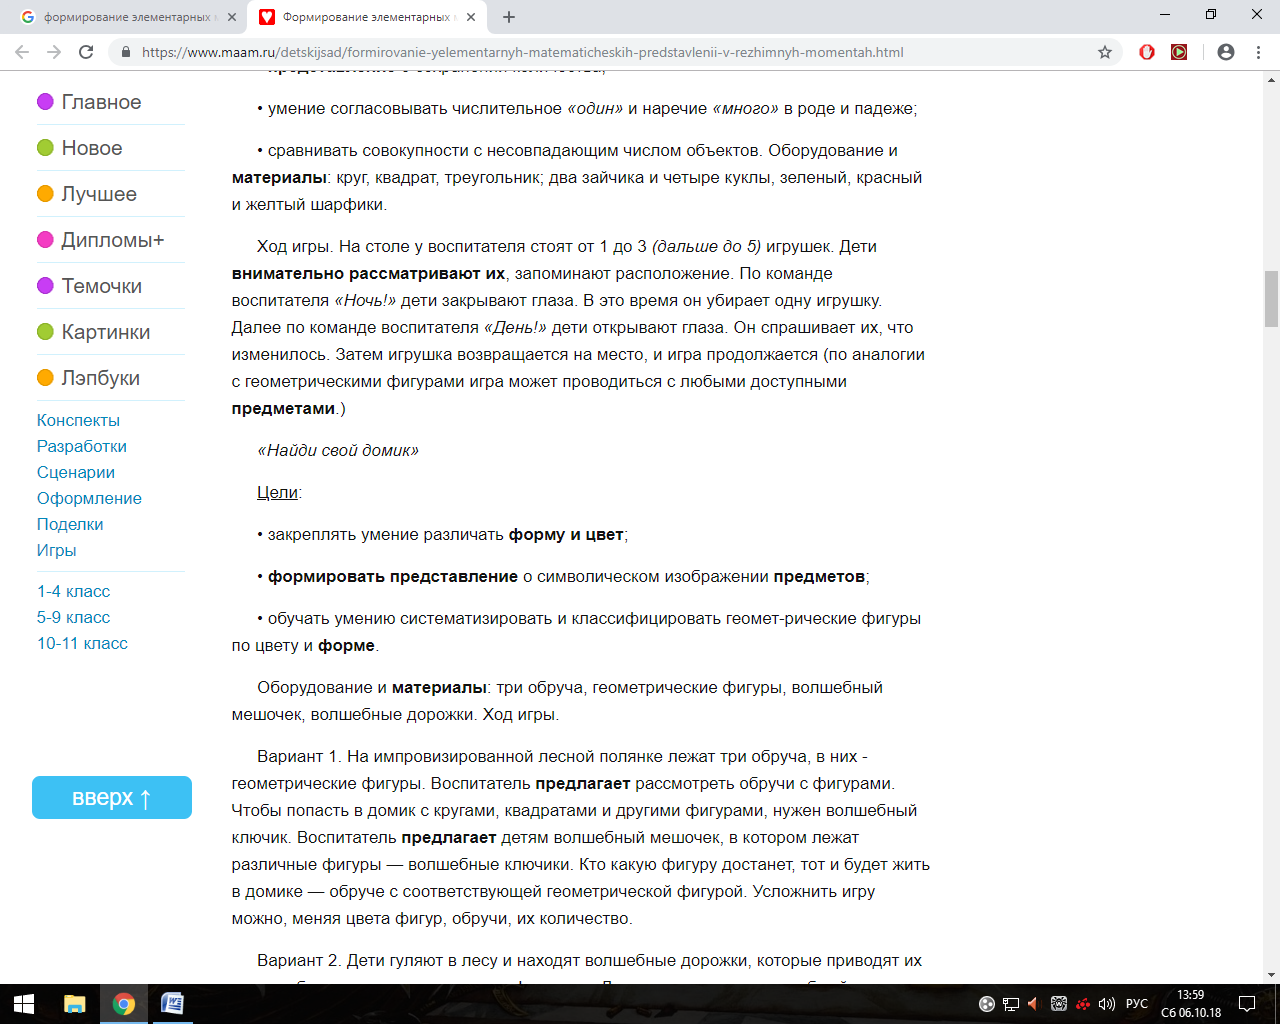 формирование элементарных м
Формирование элементарных м
https://www.maam.ru/detskijsad/formirovanie-yelementarnyh-matematicheskih-predstavlenii-v-rezhimnyh-momentah.html
Главное
Новое
Лучшее
Дипломы+
Темочки
Картинки
Лэпбуки
Конспекты
Разработки
Сценарии
Оформление
Поделки
Игры
1-4 класс
5-9 класс
10-11 класс
вверх ↑
• умение согласовывать числительное «один» и наречие «много» в роде и падеже;
• сравнивать совокупности с несовпадающим числом объектов. Оборудование и
материалы: круг, квадрат, треугольник; два зайчика и четыре куклы, зеленый, красный
и желтый шарфики.
Ход игры. На столе у воспитателя стоят от 1 до 3 (дальше до 5) игрушек. Дети
внимательно рассматривают их, запоминают расположение. По команде
воспитателя «Ночь!» дети закрывают глаза. В это время он убирает одну игрушку.
Далее по команде воспитателя «День!» дети открывают глаза. Он спрашивает их, что
изменилось. Затем игрушка возвращается на место, и игра продолжается (по аналогии
с геометрическими фигурами игра может проводиться с любыми доступными
предметами.)
«Найди свой домик»
Цели:
• закреплять умение различать форму и цвет;
• формировать представление о символическом изображении предметов;
• обучать умению систематизировать и классифицировать геомет-рические фигуры
по цвету и форме.
Оборудование и материалы: три обруча, геометрические фигуры, волшебный
мешочек, волшебные дорожки. Ход игры.
Вариант 1. На импровизированной лесной полянке лежат три обруча, в них -
геометрические фигуры. Воспитатель предлагает рассмотреть обручи с фигурами.
Чтобы попасть в домик с кругами, квадратами и другими фигурами, нужен волшебный
ключик. Воспитатель предлагает детям волшебный мешочек, в котором лежат
различные фигуры — волшебные ключики. Кто какую фигуру достанет, тот и будет жить
в домике — обруче с соответствующей геометрической фигурой. Усложнить игру
можно, меняя цвета фигур, обручи, их количество.
Вариант 2. Дети гуляют в лесу и находят волшебные дорожки, которые приводят их
РУС
13:59
Сб 06.10.18